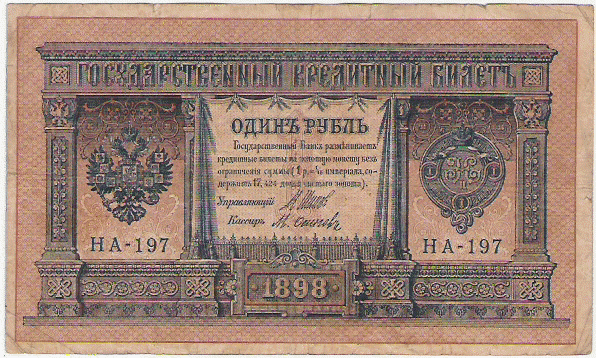 ГОСУДАРСТВЕННЫЙ КРЕДИТНЫЙ БИЛЕТЪ
ОДИНЪ РУБЛЬ
Государственный Банкъ размѣниваетъ
кредитные билеты на золотую монету безъ
ограниченія суммы (1 р.=1/15 имперіала, со-
держитъ 17,424 долей чистаго золота).
Управляющій
Кассиръ
НА-197
НА-197
1898